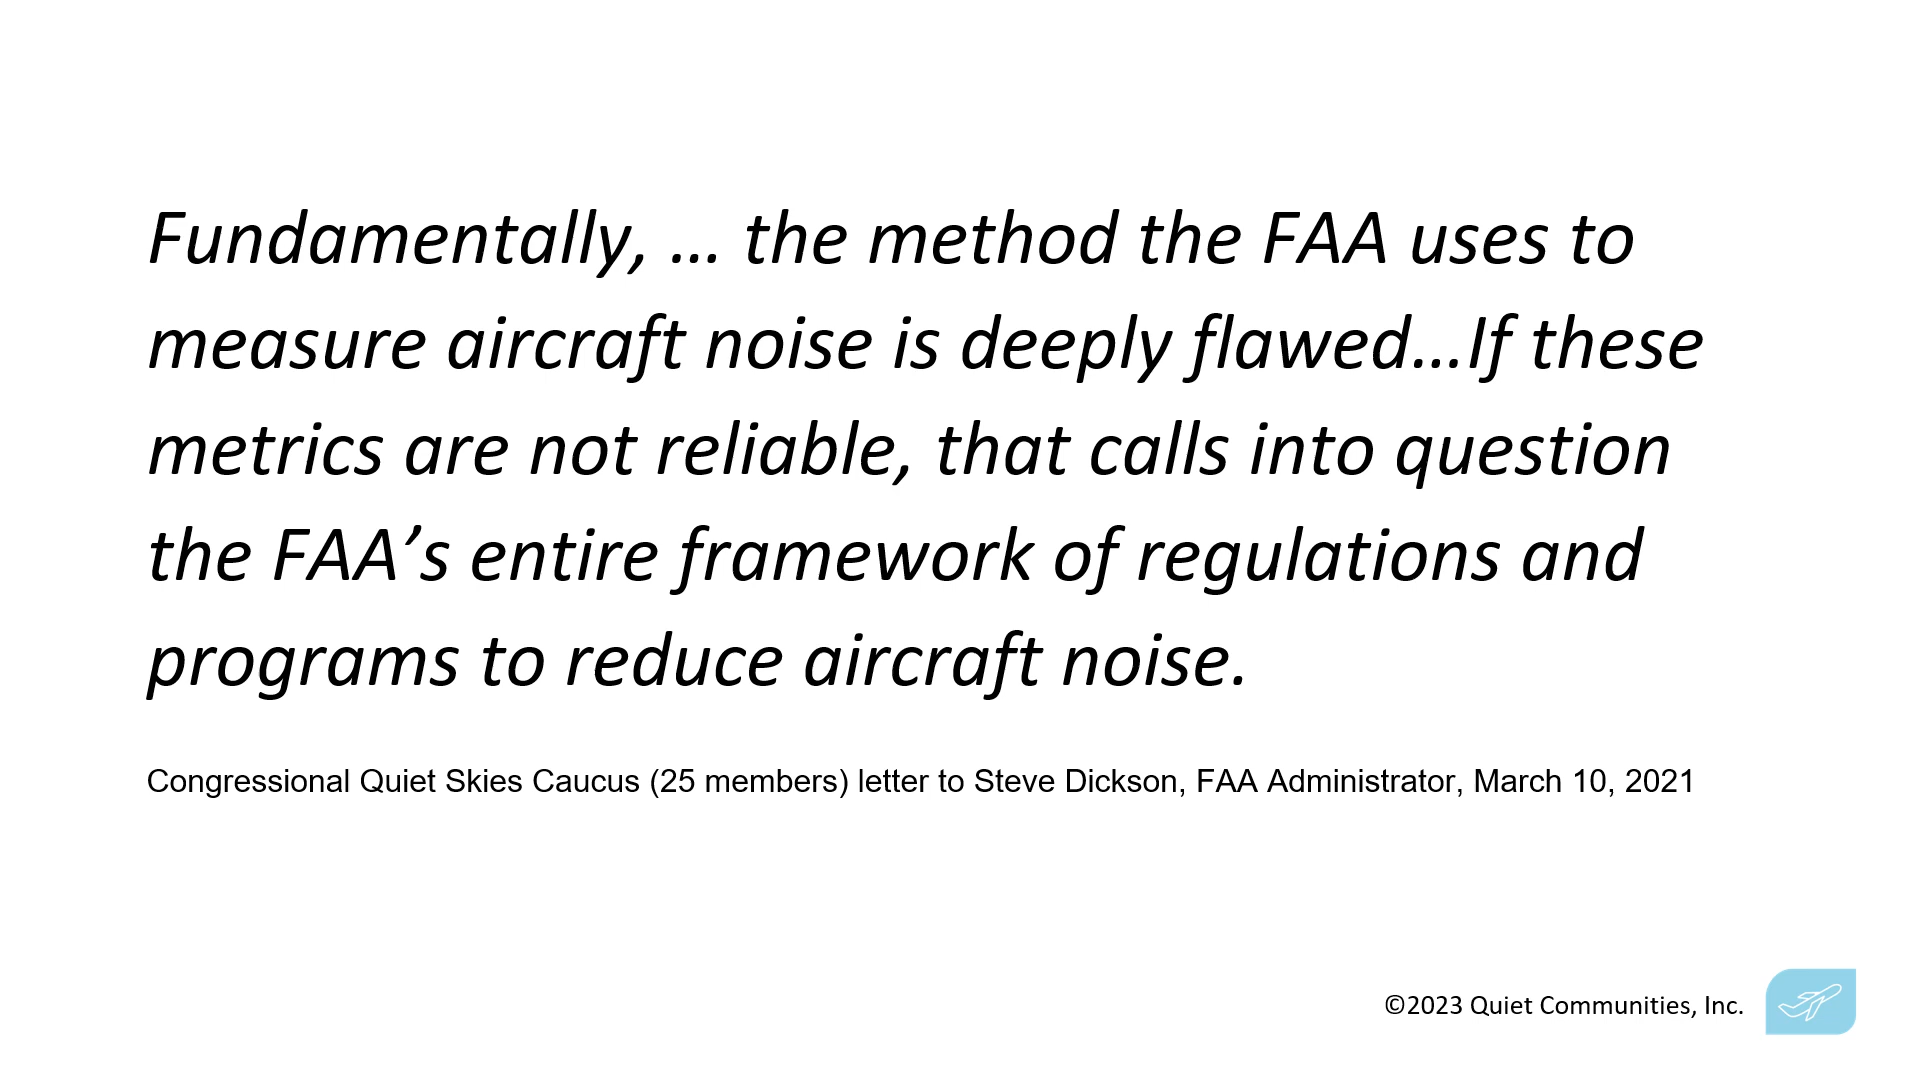 Fundamentally, … the method the FAA uses to
measure aircraft noise is deeply flawed…If these
metrics are not reliable, that calls into question
the FAA’s entire framework of regulations and
programs to reduce aircraft noise.
Congressional Quiet Skies Caucus (25 members) letter to Steve Dickson, FAA Administrator, March 10, 2021
©2023 Quiet Communities, Inc.